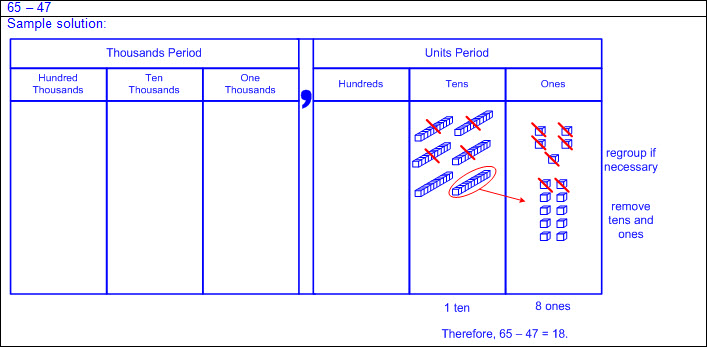 65 – 47
Sample solution:
Thousands Period
Units Period
Hundred
Thousands
Ten
Thousands
One
Thousands
,
Hundreds
Tens
Ones
regroup if
necessary
remove
tens and
ones
1 ten
8 ones
Therefore, 65 – 47 = 18.